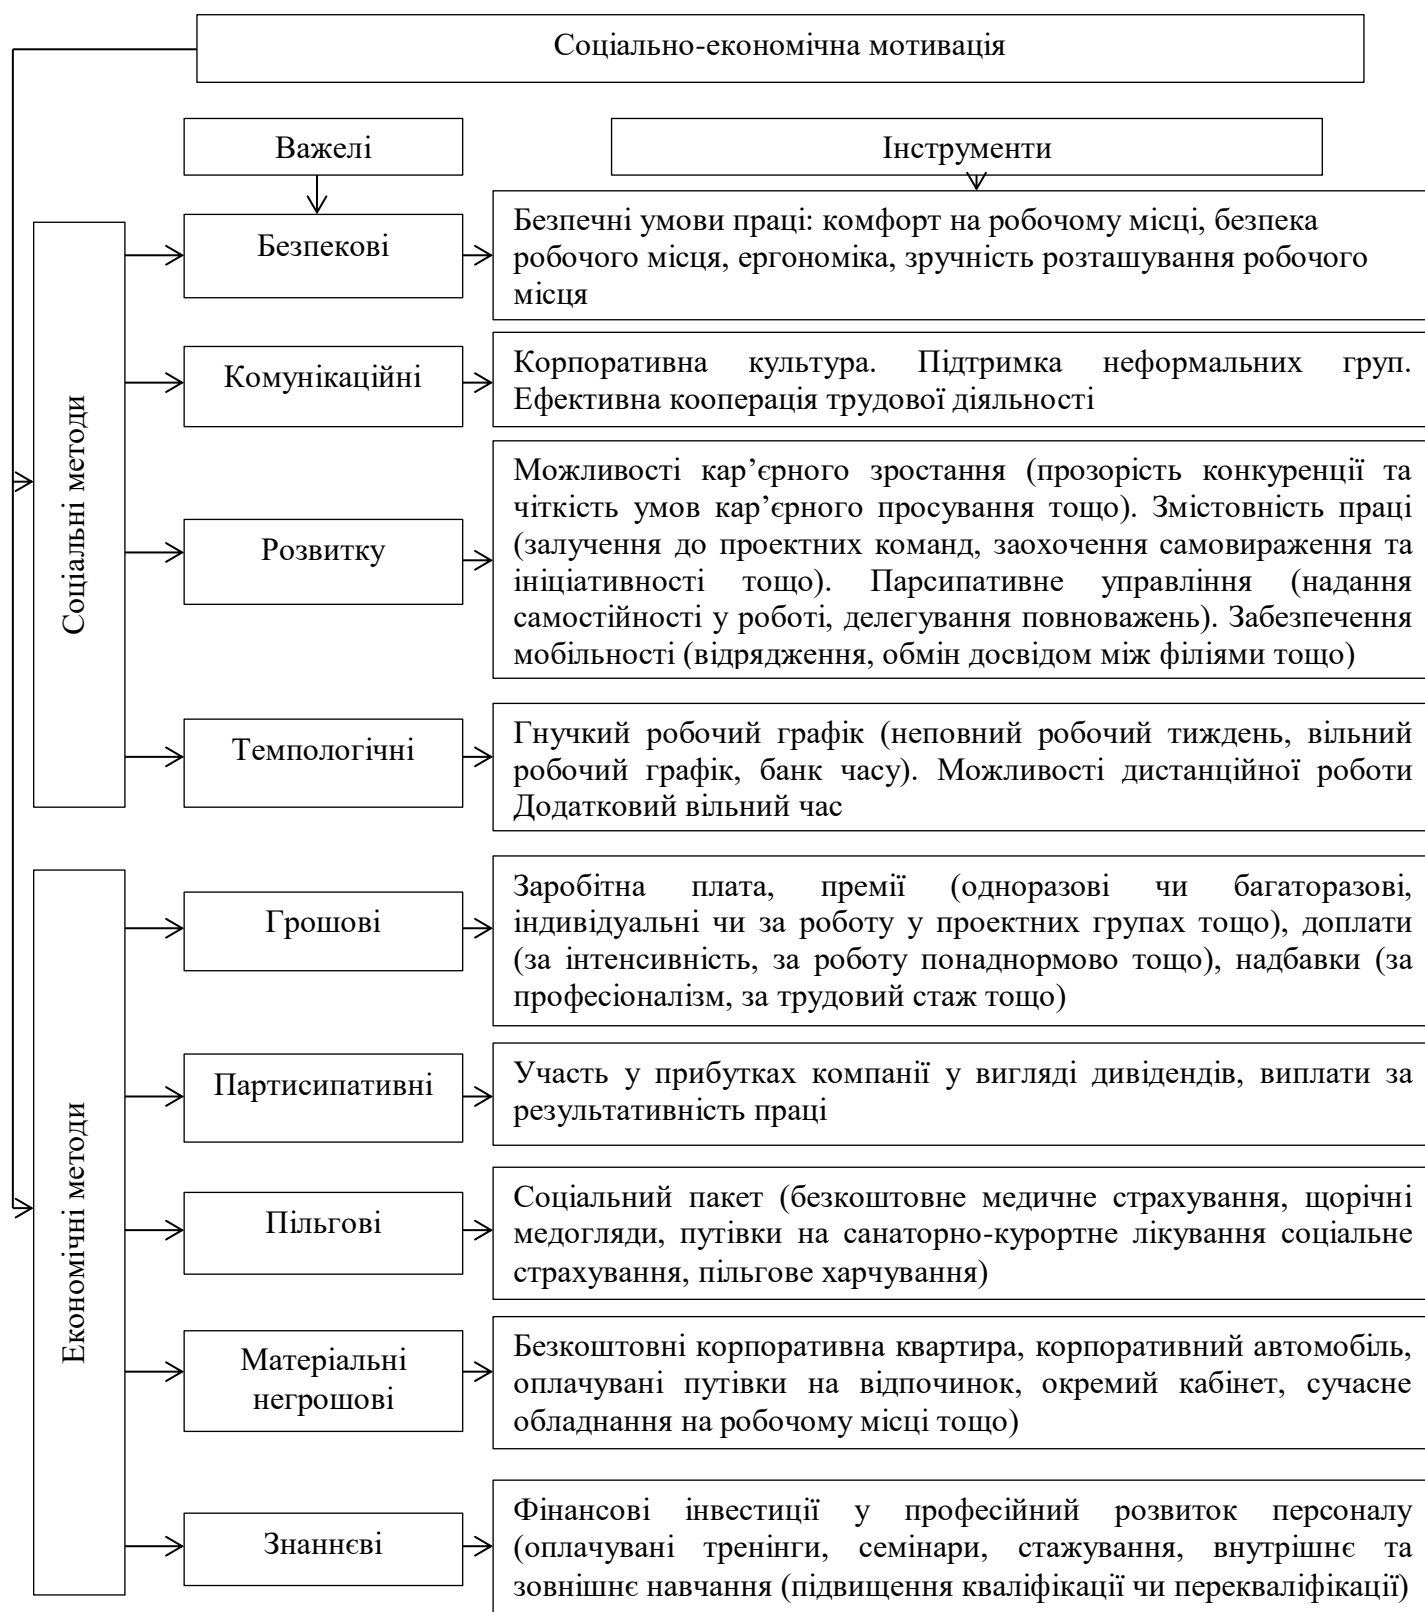 Соціально-економічна мотивація
Важелі
Інструменти
Соціальні методи
Безпекові
Безпечні умови праці: комфорт на робочому місці, безпека
робочого місця, ергономіка, зручність розташування робочого
місця
Комунікаційні
Корпоративна культура. Підтримка неформальних груп.
Ефективна кооперація трудової діяльності
Розвитку
Можливості кар’єрного зростання (прозорість конкуренції та
чіткість умов кар’єрного просування тощо). Змістовність праці
(залучення до проектних команд, заохочення самовираження та
ініціативності тощо). Парсипативне управління (надання
самостійності у роботі, делегування повноважень). Забезпечення
мобільності (відрядження, обмін досвідом між філіями тощо)
Темпологічні
Гнучкий робочий графік (неповний робочий тиждень, вільний
робочий графік, банк часу). Можливості дистанційної роботи
Додатковий вільний час
Економічні методи
Грошові
Заробітна плата, премії (одноразові чи багаторазові,
індивідуальні чи за роботу у проектних групах тощо), доплати
(за інтенсивність, за роботу понаднормово тощо), надбавки (за
професіоналізм, за трудовий стаж тощо)
Партисипативні
Участь у прибутках компанії у вигляді дивідендів, виплати за
результативність праці
Пільгові
Соціальний пакет (безкоштовне медичне страхування, щорічні
медогляди, путівки на санаторно-курортне лікування соціальне
страхування, пільгове харчування)
Матеріальні
негрошові
Безкоштовні корпоративна квартира, корпоративний автомобіль,
оплачувані путівки на відпочинок, окремий кабінет, сучасне
обладнання на робочому місці тощо)
Знаннєві
Фінансові інвестиції у професійний розвиток персоналу
(оплачувані тренінги, семінари, стажування, внутрішнє та
зовнішнє навчання (підвищення кваліфікації чи перекваліфікації)